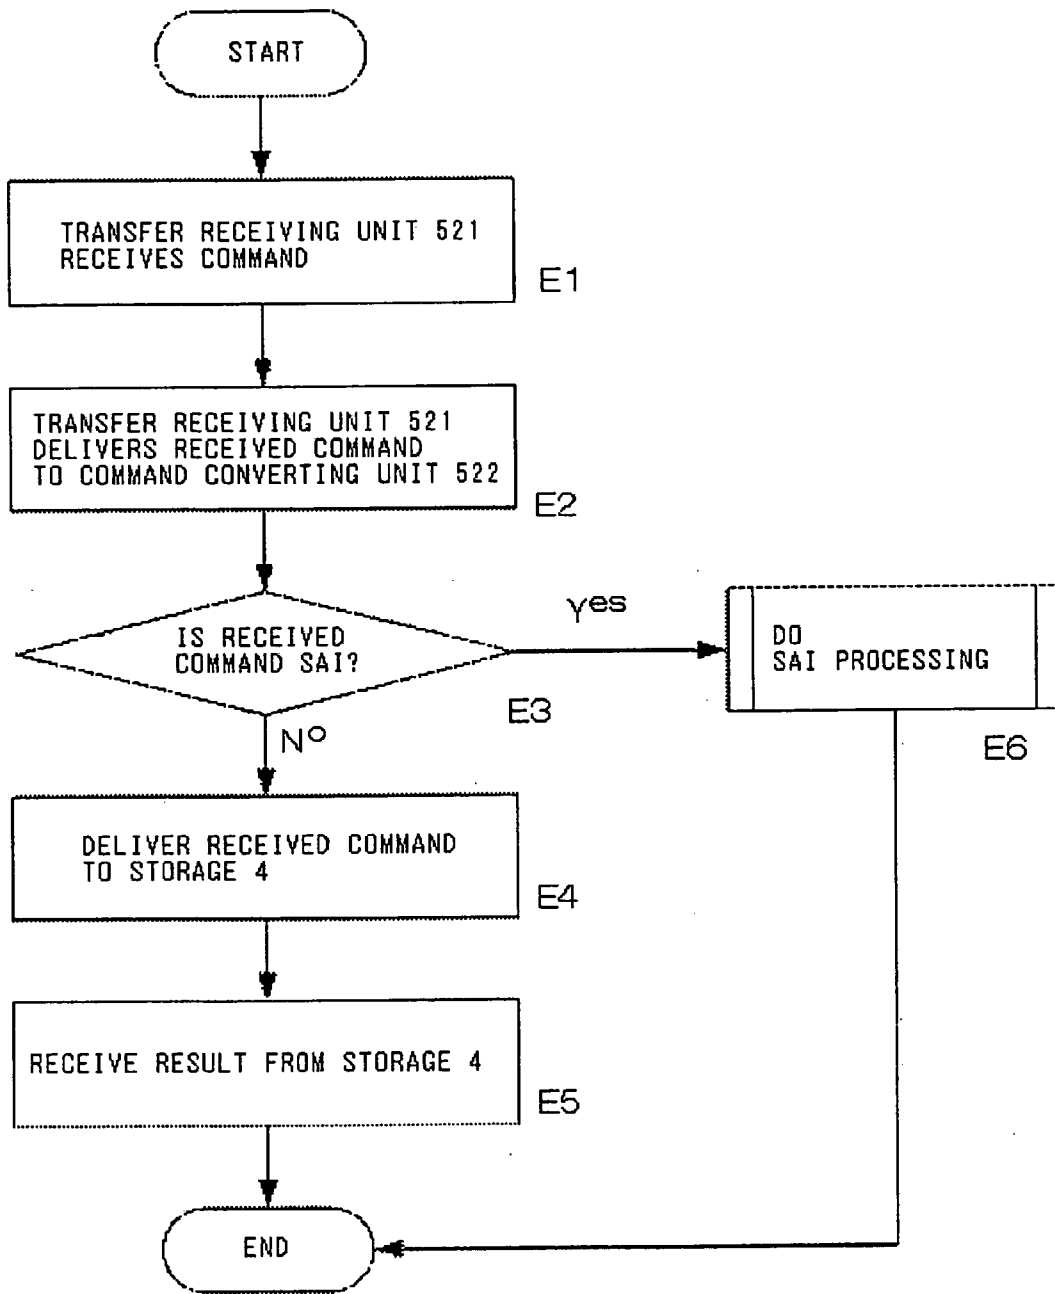 START
TRANSFER RECEIVING UNIT 521
RECEIVES COMMAND
E1
TRANSFER RECEIVING UNIT 521
DELIVERS RECEIVED COMMAND
TO COMMAND CONVERTING UNIT 522
E2
IS RECEIVED
COMMAND SAI?
E3
yes
DO
SAI PROCESSING
E6
No
DELIVER RECEIVED COMMAND
TO STORAGE 4
E4
RECEIVE RESULT FROM STORAGE 4
E5
END